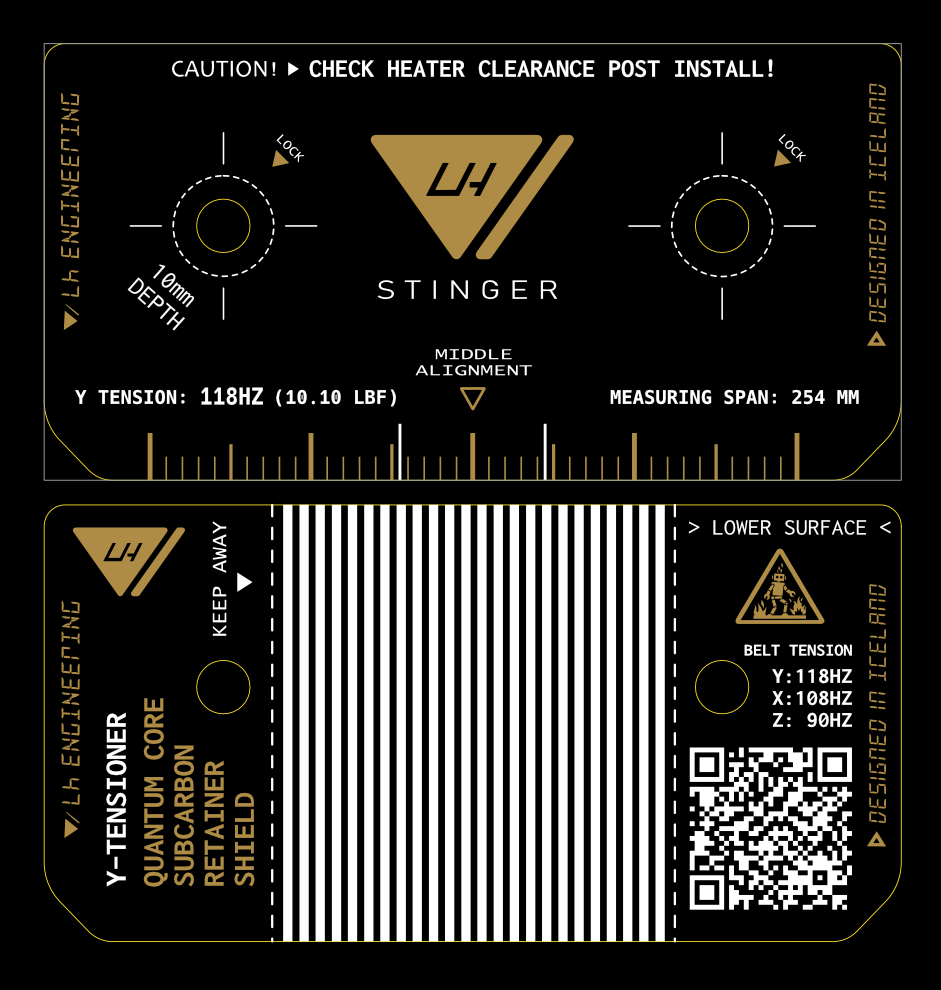 CAUTION! ▶ CHECK HEATER CLEARANCE POST INSTALL!
LH ENGINEERING
LOCK
LH
LOCK
DESIGNED IN ICELAND
10mm
DEPTH
STINGER
MIDDLE
ALIGNMENT
Y TENSION: 118HZ (10.10 LBF)
MEASURING SPAN: 254 MM
LH
KEEP AWAY
> LOWER SURFACE <
LH ENGINEERING
BELT TENSION
Y:118HZ
X:108HZ
Z: 90HZ
DESIGNED IN ICELAND
Y-TENSIONER
QUANTUM CORE
SUBCARBON
RETAINER
SHIELD